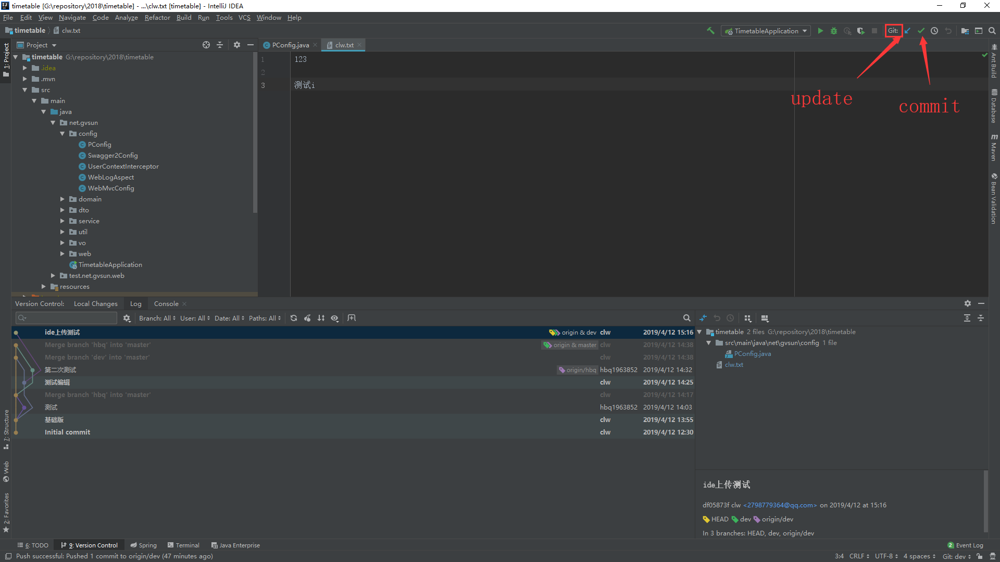 timetable [G:\repository\2018\timetable] - ...\clw.txt [timetable] - IntelliJ IDEA
File Edit View Navigate Code Analyze Refactor Build Run Tools VCS Window Help
timetable clw.txt TimetableApplication Git:
Project
PConfig.java clw.txt
1: Project
timetable G:\repository\2018\timetable
.idea
.mvn
src
main
java
net.gvsun
config
PConfig
Swagger2Config
UserContextInterceptor
WebLogAspect
WebMvcConfig
domain
dto
service
util
vo
web
TimetableApplication
test.net.gvsun.web
resources
1 123
2
3 测试i
update
commit
Ant Build
Database
Maven
Bean Validation
Version Control: Local Changes Log Console
Branch: All User: All Date: All Paths: All
ide上传测试 origin & dev clw 2019/4/12 15:16
Merge branch 'hbq' into 'master' origin & master clw 2019/4/12 14:38
Merge branch 'dev' into 'master' clw 2019/4/12 14:38
第二次测试 origin/hbq hbq1963852 2019/4/12 14:32
测试编辑 clw 2019/4/12 14:25
Merge branch 'hbq' into 'master' clw 2019/4/12 14:17
测试 hbq1963852 2019/4/12 14:03
基础版 clw 2019/4/12 13:55
Initial commit clw 2019/4/12 12:30
timetable 2 files G:\repository\2018\timetable
src\main\java\net\gvsun\config 1 file
PConfig.java
clw.txt
ide上传测试
df05873f clw <2798779364@qq.com> on 2019/4/12 at 15:16
HEAD dev origin/dev
In 3 branches: HEAD, dev, origin/dev
7: Structure
Web
2: Favorites
6: TODO 9: Version Control Spring Terminal Java Enterprise 2 Event Log
Push successful: Pushed 1 commit to origin/dev (47 minutes ago) 3:4 CRLF UTF-8 4 spaces Git: dev